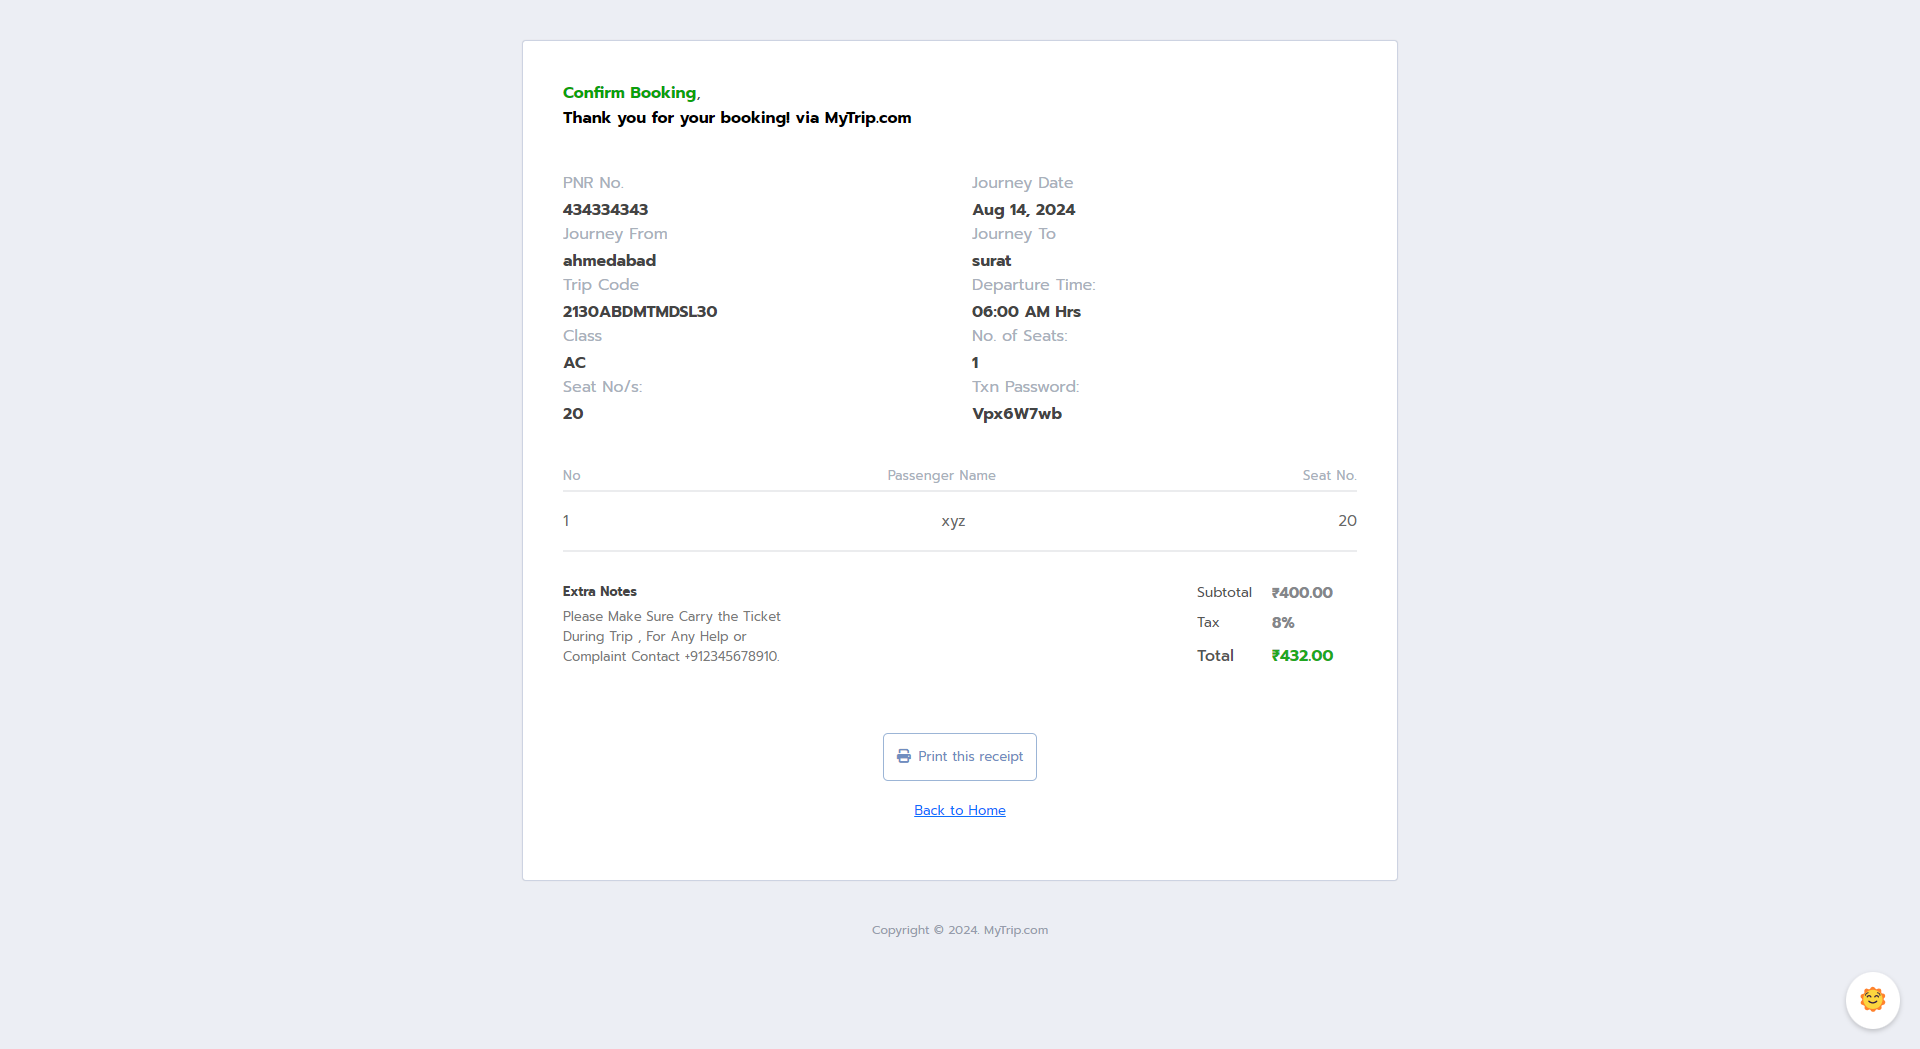 Confirm Booking,
Thank you for your booking! via MyTrip.com
PNR No.
434334343
Journey Date
Aug 14, 2024
Journey From
ahmedabad
Journey To
surat
Trip Code
2130ABDMTMDSL30
Departure Time:
06:00 AM Hrs
Class
AC
No. of Seats:
1
Seat No/s:
20
Txn Password:
Vpx6W7wb
No Passenger Name Seat No.
1 xyz 20
Extra Notes
Please Make Sure Carry the Ticket
During Trip , For Any Help or
Complaint Contact +912345678910.
Subtotal ₹400.00
Tax 8%
Total ₹432.00
Print this receipt
Back to Home
Copyright © 2024. MyTrip.com